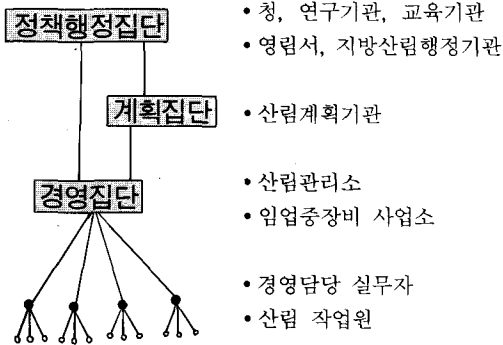 정책행정집단
• 청, 연구기관, 교육기관
• 영림서, 지방산림행정기관
계획집단
• 산림계획기관
경영집단
• 산림관리소
• 임업중장비 사업소
• 경영담당 실무자
• 산림 작업원